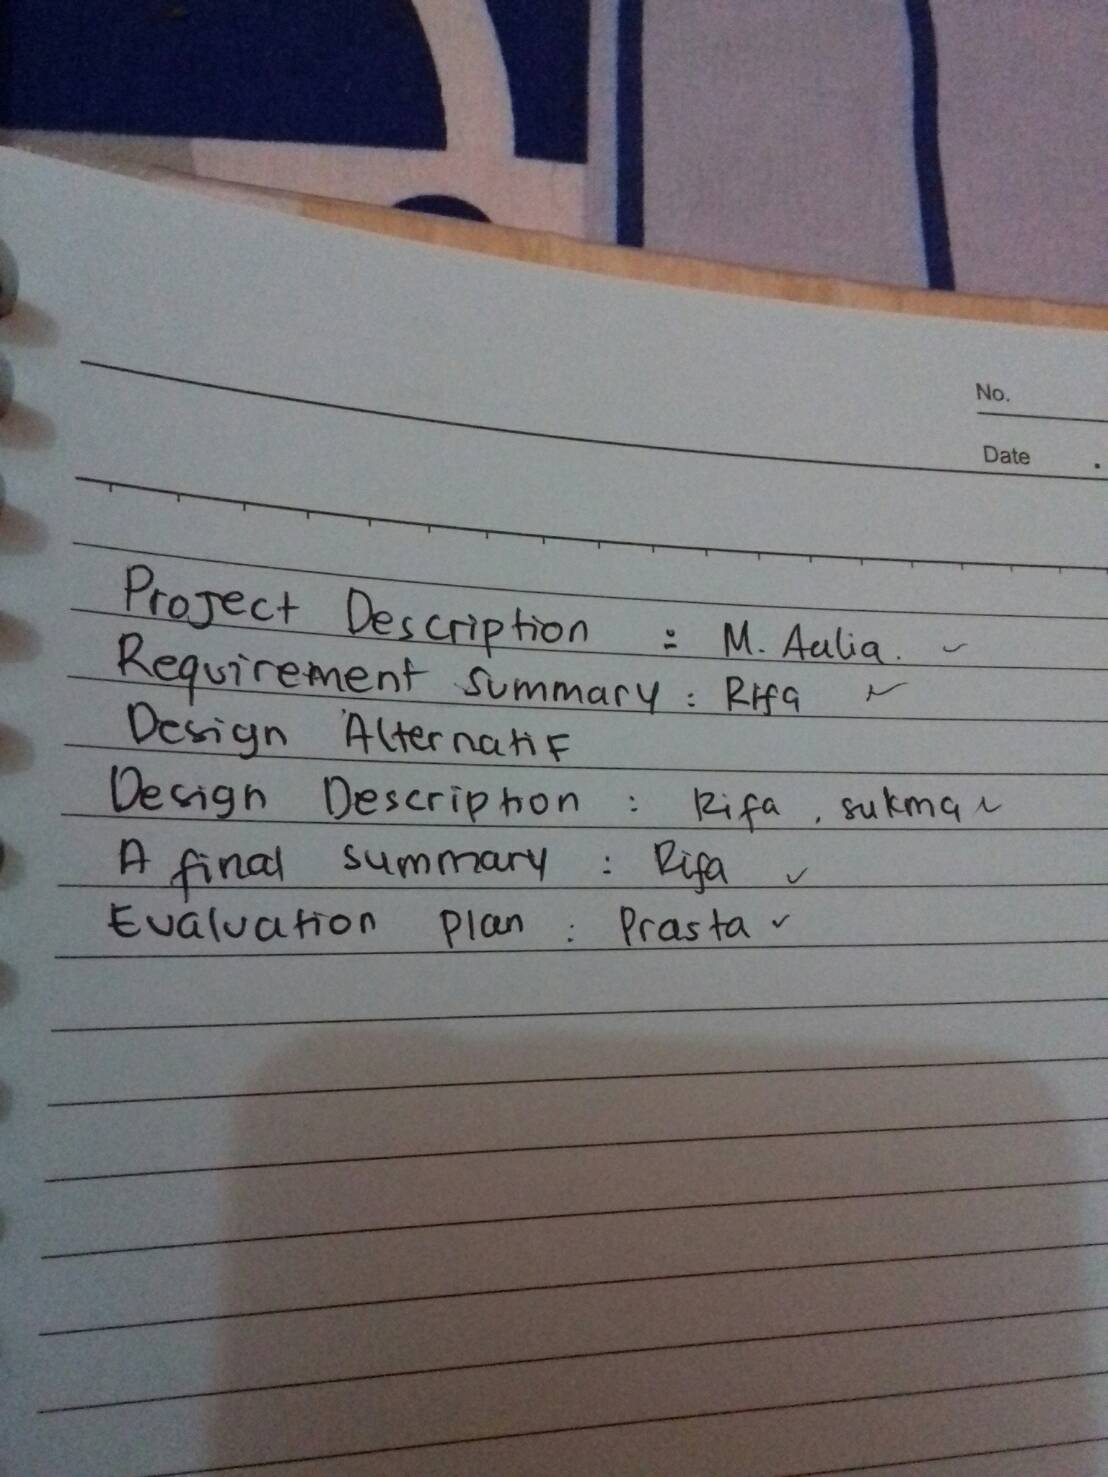 No.
Date .
Project Description : M. Aulia. ✓
Requirement summary : Rifa ✓
Design Alternatif
Design Description : Rifa, sukma ✓
A final summary : Rifa ✓
Evaluation plan : Prasta ✓